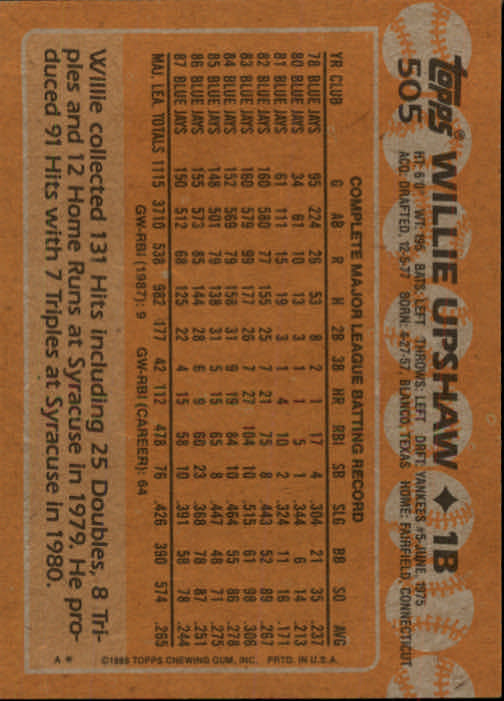 topps® WILLIE UPSHAW ♦ 1B
505
HT: 6'0" WT: 195 BATS: LEFT THROWS: LEFT DRFT: YANKEES #5-JUNE, 1975
ACQ: DRAFTED, 12-5-77 BORN: 4-27-57, BLANCO, TEXAS HOME: FAIRFIELD, CONNECTICUT
COMPLETE MAJOR LEAGUE BATTING RECORD
YR CLUB G AB R H 2B 3B HR RBI SB SLG BB SO AVG
78 BLUE JAYS 95 224 26 53 8 2 1 17 4 .304 21 35 .237
80 BLUE JAYS 34 61 10 13 3 1 1 5 1 .344 6 14 .213
81 BLUE JAYS 61 111 15 19 3 1 4 10 2 .324 11 16 .171
82 BLUE JAYS 160 580 77 155 25 7 21 75 8 .443 52 89 .267
83 BLUE JAYS 160 579 99 177 26 7 27 104 10 .515 61 98 .306
84 BLUE JAYS 152 569 79 158 31 9 19 84 10 .464 55 86 .278
85 BLUE JAYS 148 501 79 138 31 5 15 65 8 .447 48 71 .275
86 BLUE JAYS 155 573 85 144 28 6 9 60 23 .368 78 87 .251
87 BLUE JAYS 150 512 68 125 22 4 15 58 10 .391 58 78 .244
MAJ. LEA. TOTALS 1115 3710 538 982 177 42 112 478 76 .426 390 574 .265
GW-RBI (1987): 9 GW-RBI (CAREER): 64
Willie collected 131 Hits including 25 Doubles, 8 Tri-
ples and 12 Home Runs at Syracuse in 1979. He pro-
duced 91 Hits with 7 Triples at Syracuse in 1980.
A * ©1988 TOPPS CHEWING GUM, INC. PRTD. IN U.S.A.